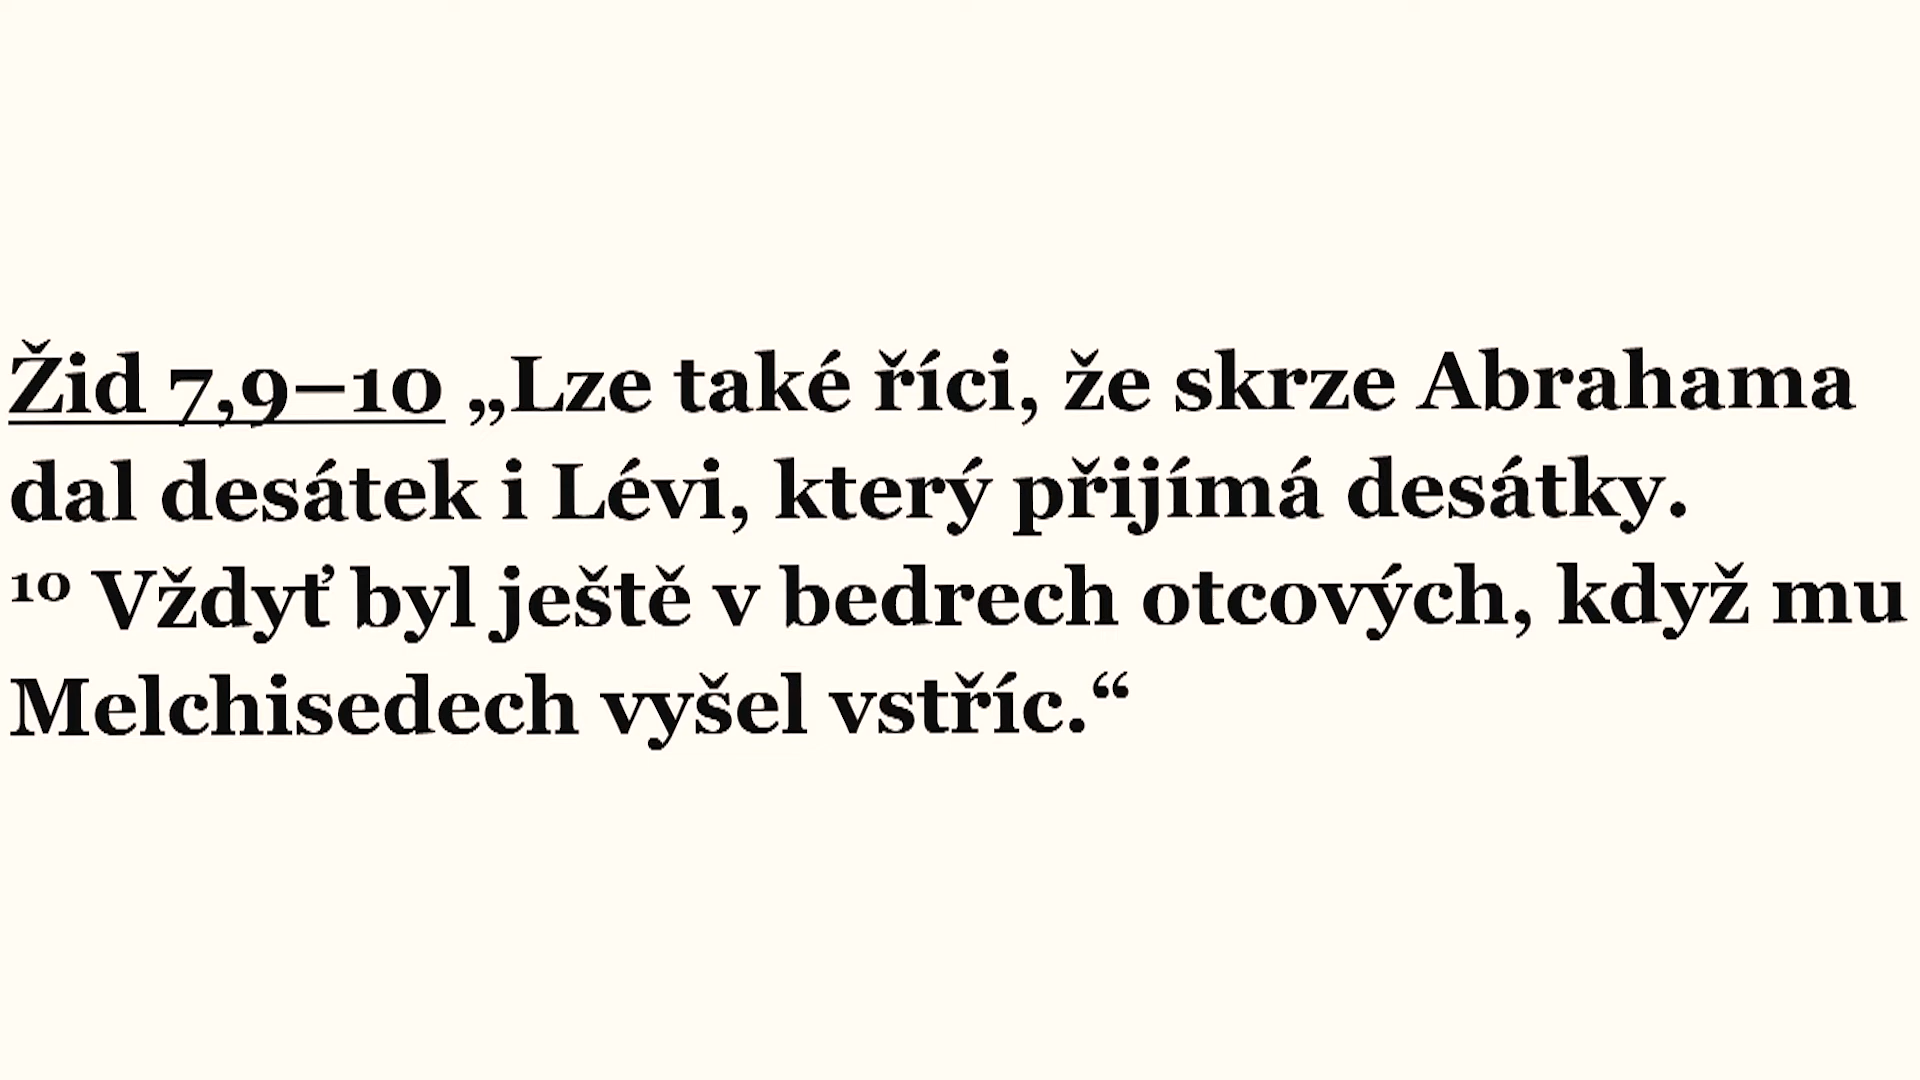 Žid 7,9–10 „Lze také říci, že skrze Abrahama
dal desátek i Lévi, který přijímá desátky.
¹⁰ Vždyť byl ještě v bedrech otcových, když mu
Melchisedech vyšel vstříc.“